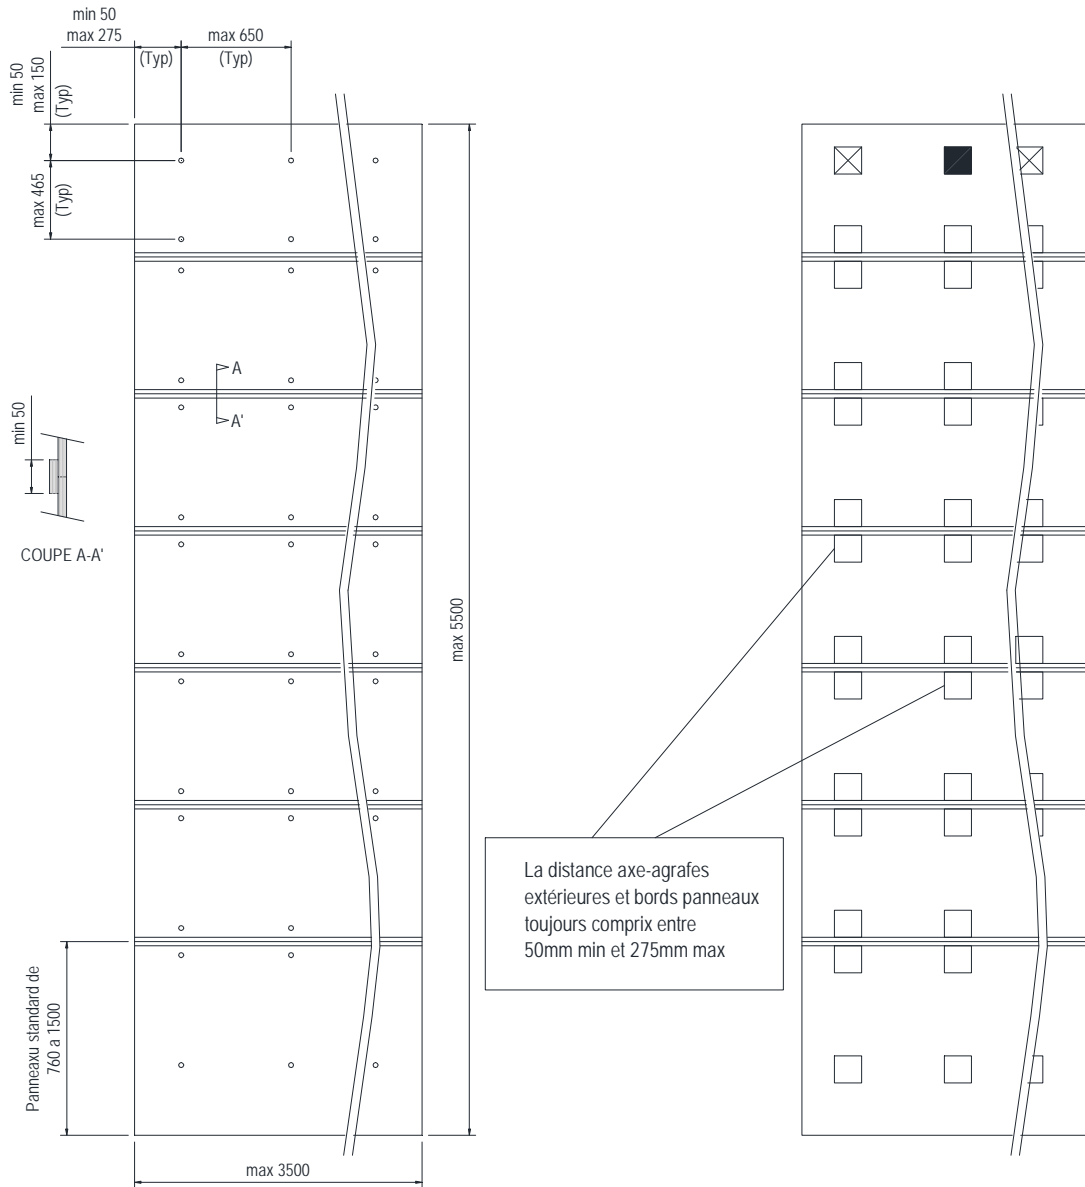 min 50
max 275
(Typ)
max 650
(Typ)
min 50
max 150
(Typ)
max 465
(Typ)
A
A'
min 50
COUPE A-A'
max 5500
La distance axe-agrafes
extérieures et bords panneaux
toujours comprix entre
50mm min et 275mm max
Panneaxu standard de
760 a 1500
max 3500